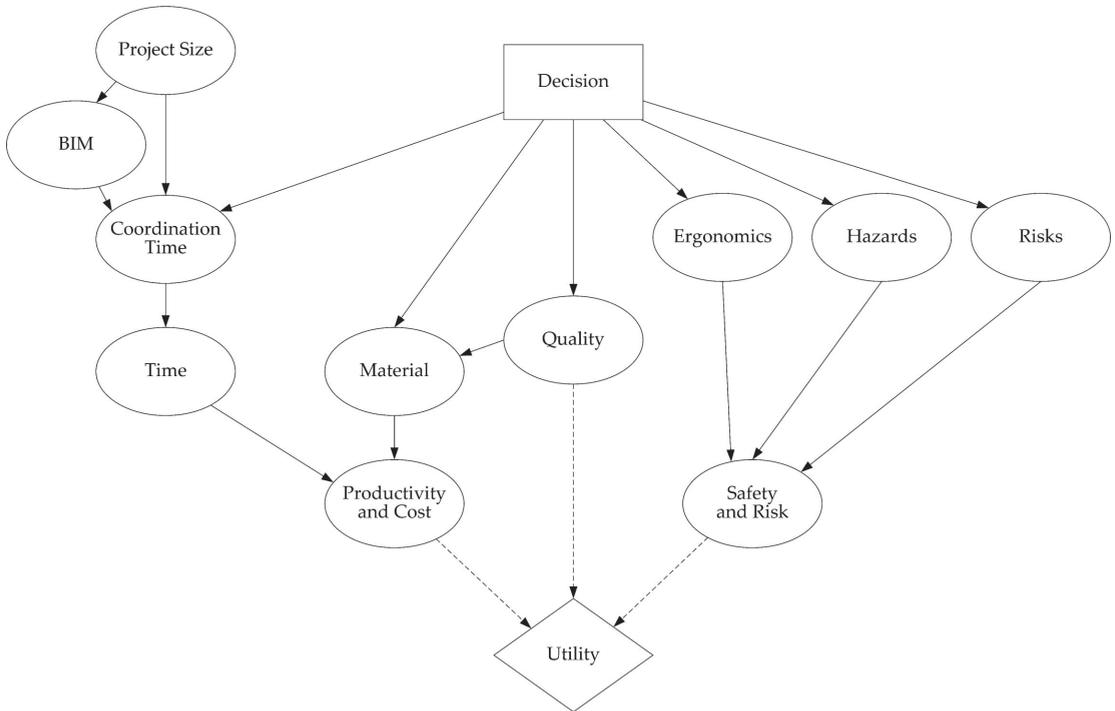 Project Size
Decision
BIM
Coordination
Time
Ergonomics
Hazards
Risks
Quality
Time
Material
Productivity
and Cost
Safety
and Risk
Utility